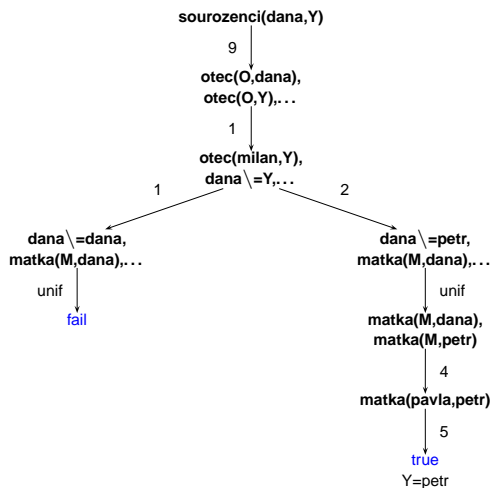 sourozenci(dana,Y)
9
otec(O,dana),
otec(O,Y),...
1
otec(milan,Y),
dana\=Y,...
1
2
dana\=dana,
matka(M,dana),...
unif
fail
dana\=petr,
matka(M,dana),...
unif
matka(M,dana),
matka(M,petr)
4
matka(pavla,petr)
5
true
Y=petr